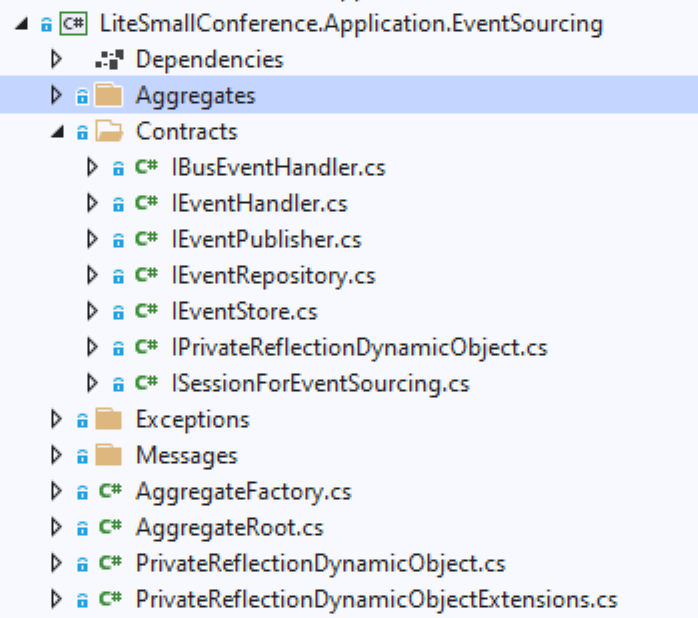 C# LiteSmallConference.Application.EventSourcing
Dependencies
Aggregates
Contracts
C# IBusEventHandler.cs
C# IEventHandler.cs
C# IEventPublisher.cs
C# IEventRepository.cs
C# IEventStore.cs
C# IPrivateReflectionDynamicObject.cs
C# ISessionForEventSourcing.cs
Exceptions
Messages
C# AggregateFactory.cs
C# AggregateRoot.cs
C# PrivateReflectionDynamicObject.cs
C# PrivateReflectionDynamicObjectExtensions.cs